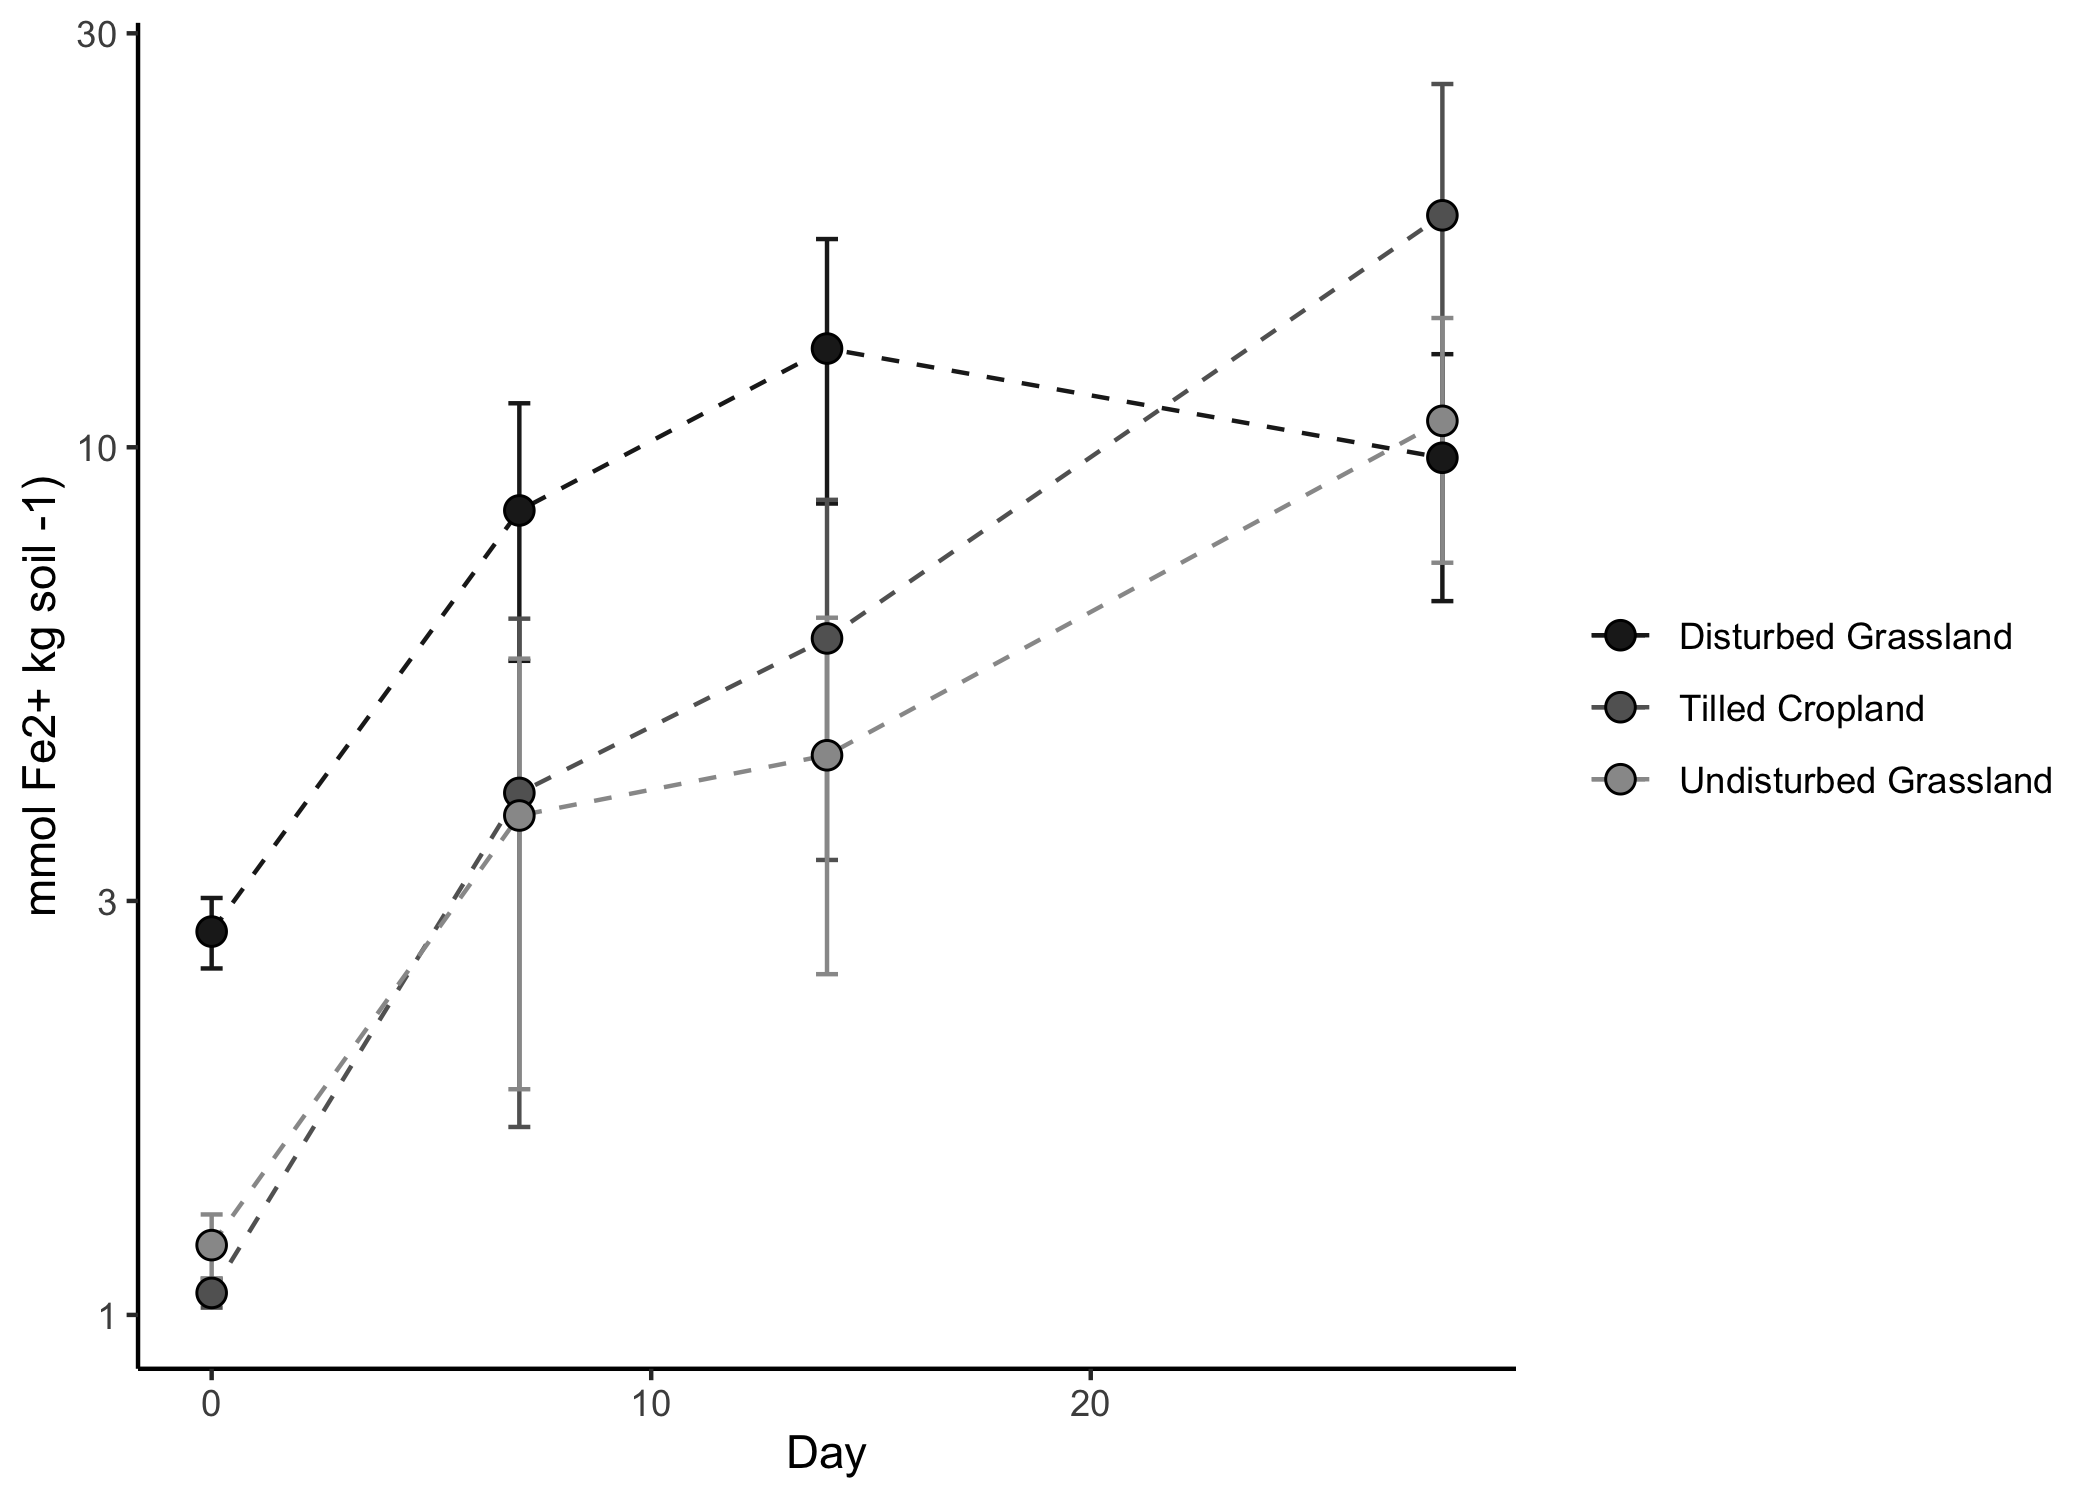 30
10
3
1
mmol Fe2+ kg soil -1)
0
10
20
Day
Disturbed Grassland
Tilled Cropland
Undisturbed Grassland